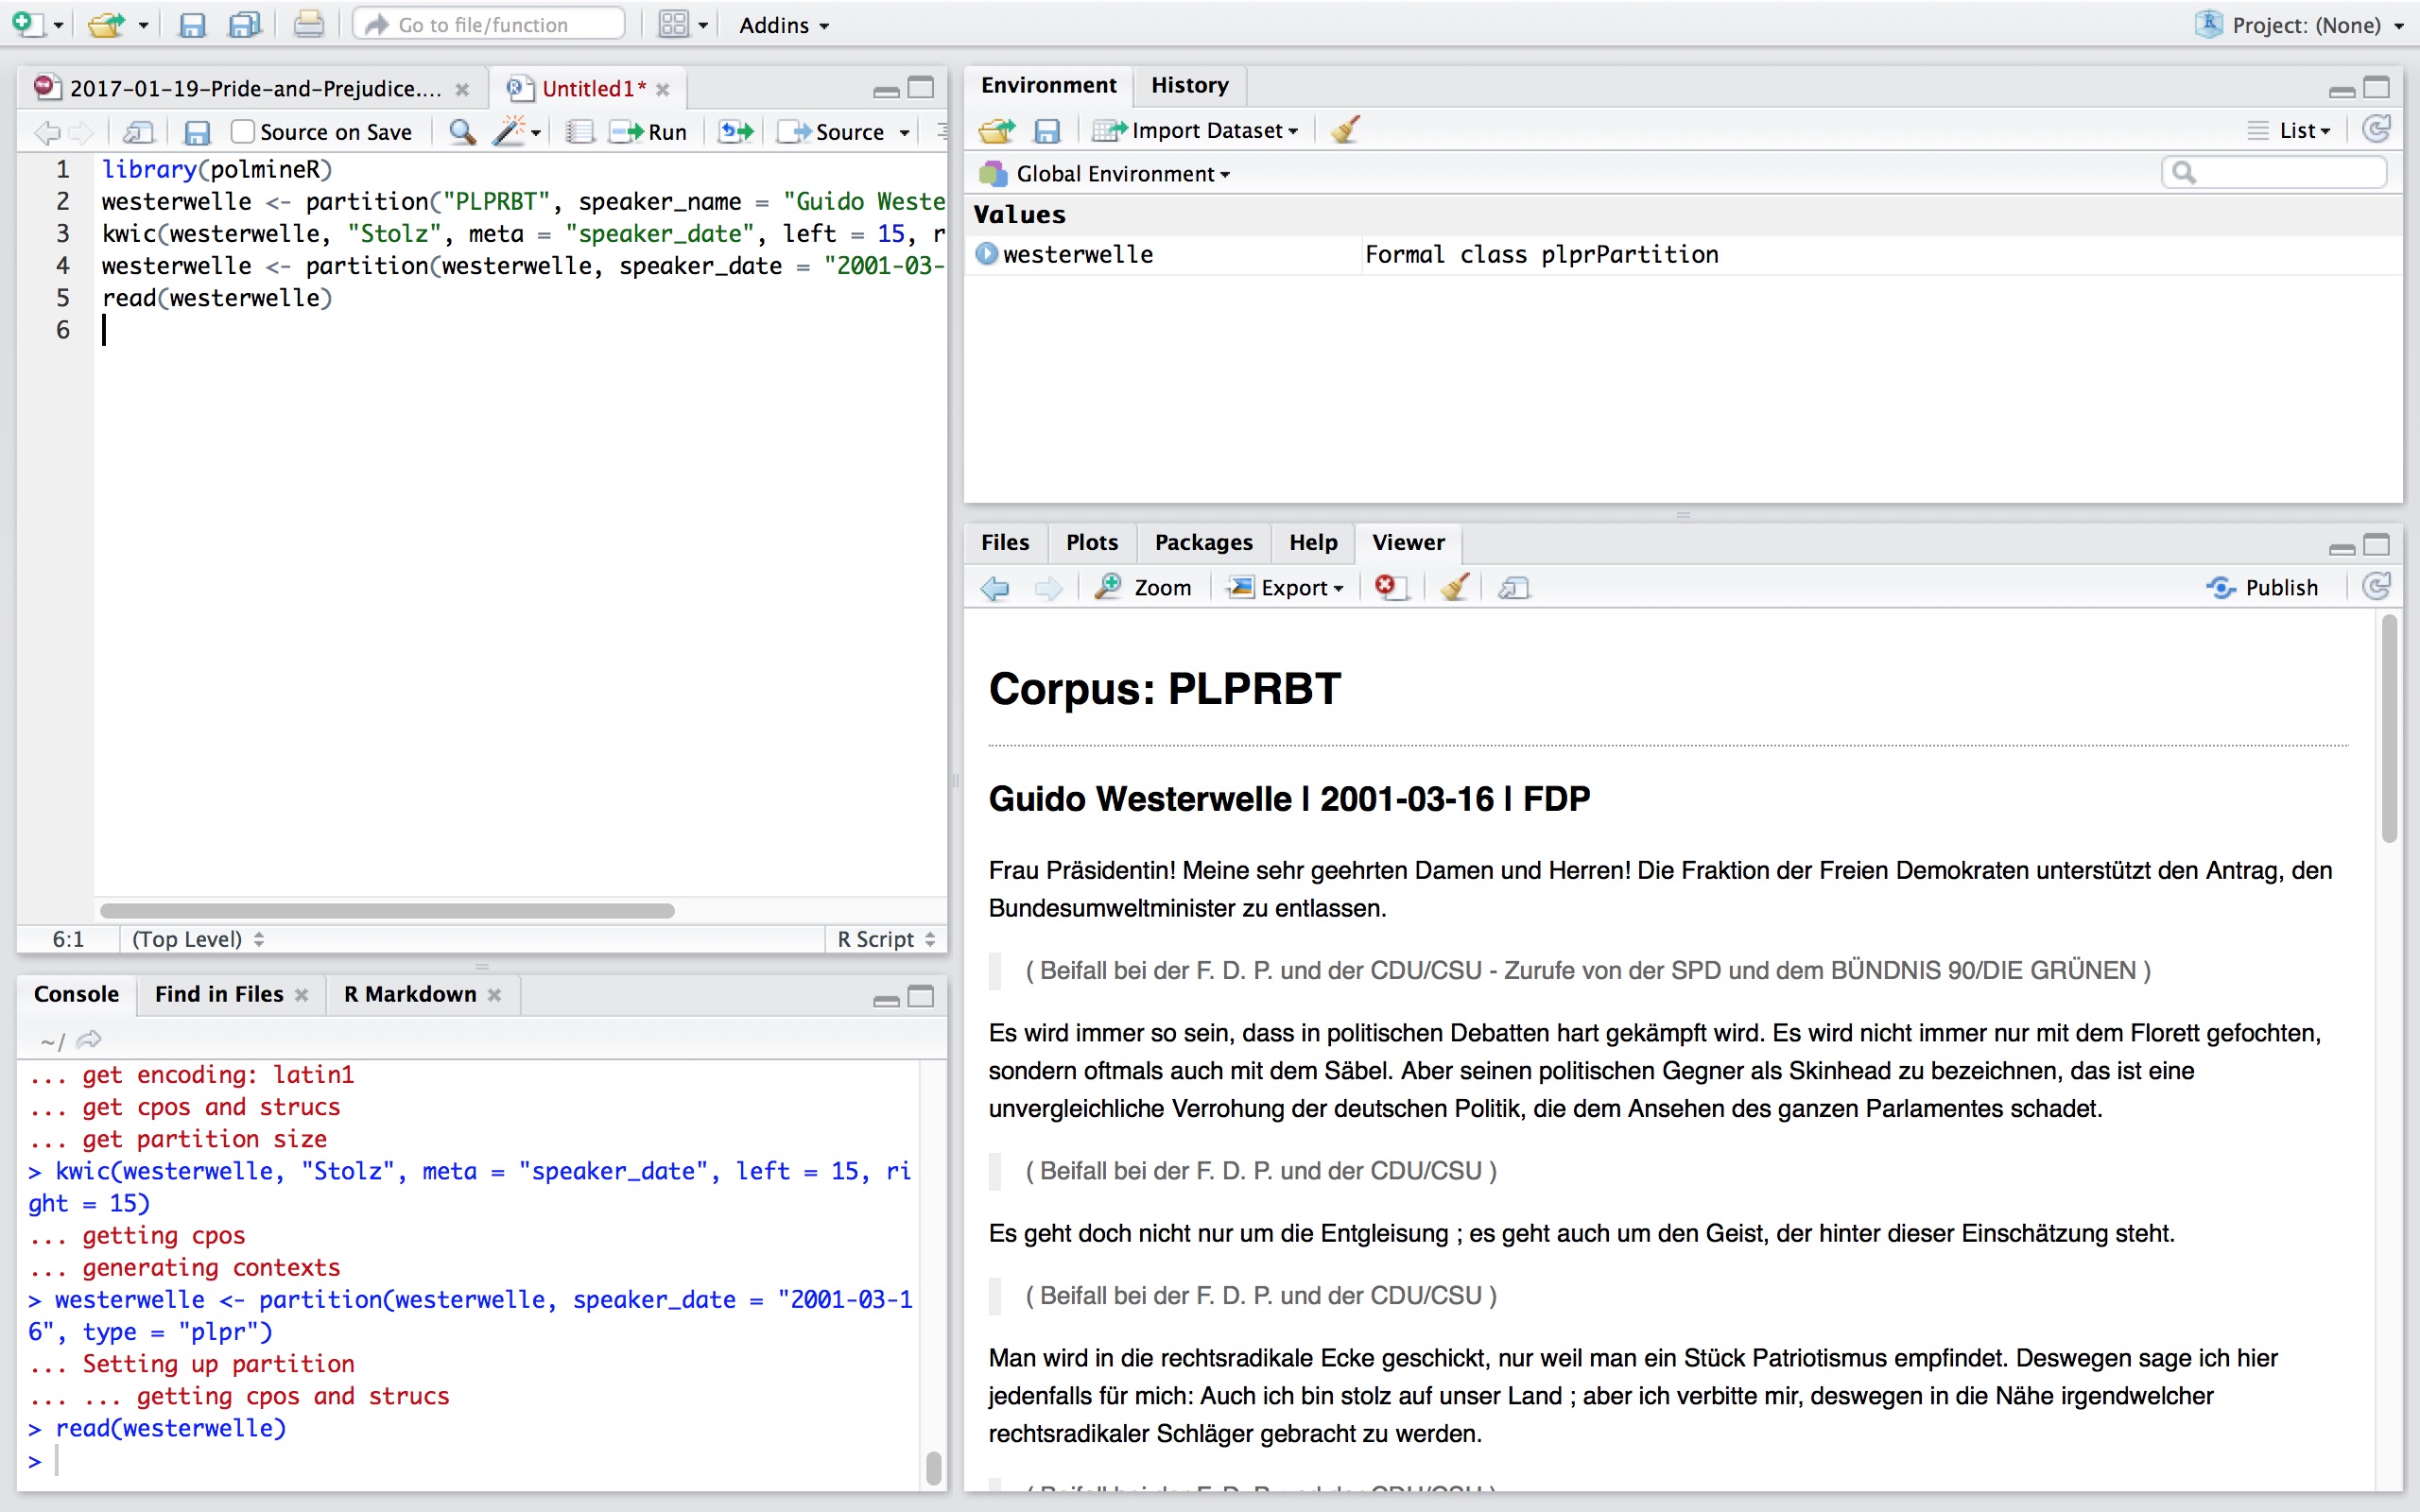 Go to file/function
Addins
Project: (None)
2017-01-19-Pride-and-Prejudice....
Untitled1*
Source on Save
Run
Source
1 library(polmineR)
2 westerwelle <- partition("PLPRBT", speaker_name = "Guido Weste
3 kwic(westerwelle, "Stolz", meta = "speaker_date", left = 15, r
4 westerwelle <- partition(westerwelle, speaker_date = "2001-03-
5 read(westerwelle)
6
6:1
(Top Level)
R Script
Console
Find in Files
R Markdown
~/
... get encoding: latin1
... get cpos and strucs
... get partition size
> kwic(westerwelle, "Stolz", meta = "speaker_date", left = 15, ri
ght = 15)
... getting cpos
... generating contexts
> westerwelle <- partition(westerwelle, speaker_date = "2001-03-1
6", type = "plpr")
... Setting up partition
... ... getting cpos and strucs
> read(westerwelle)
>
Environment
History
Import Dataset
List
Global Environment
Values
westerwelle Formal class plprPartition
Files
Plots
Packages
Help
Viewer
Zoom
Export
Publish
Corpus: PLPRBT
Guido Westerwelle | 2001-03-16 | FDP
Frau Präsidentin! Meine sehr geehrten Damen und Herren! Die Fraktion der Freien Demokraten unterstützt den Antrag, den
Bundesumweltminister zu entlassen.
( Beifall bei der F. D. P. und der CDU/CSU - Zurufe von der SPD und dem BÜNDNIS 90/DIE GRÜNEN )
Es wird immer so sein, dass in politischen Debatten hart gekämpft wird. Es wird nicht immer nur mit dem Florett gefochten,
sondern oftmals auch mit dem Säbel. Aber seinen politischen Gegner als Skinhead zu bezeichnen, das ist eine
unvergleichliche Verrohung der deutschen Politik, die dem Ansehen des ganzen Parlamentes schadet.
( Beifall bei der F. D. P. und der CDU/CSU )
Es geht doch nicht nur um die Entgleisung ; es geht auch um den Geist, der hinter dieser Einschätzung steht.
( Beifall bei der F. D. P. und der CDU/CSU )
Man wird in die rechtsradikale Ecke geschickt, nur weil man ein Stück Patriotismus empfindet. Deswegen sage ich hier
jedenfalls für mich: Auch ich bin stolz auf unser Land ; aber ich verbitte mir, deswegen in die Nähe irgendwelcher
rechtsradikaler Schläger gebracht zu werden.